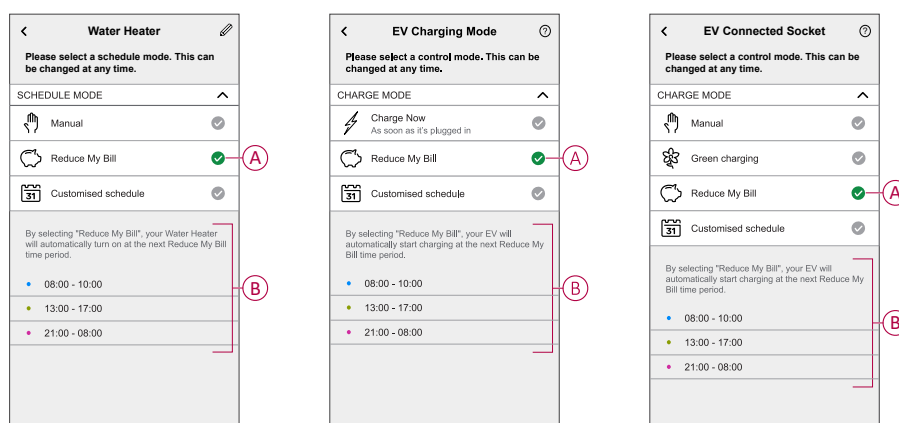 Water Heater
Please select a schedule mode. This can
be changed at any time.
SCHEDULE MODE
Manual
Reduce My Bill
A
31
Customised schedule
By selecting "Reduce My Bill", your Water Heater
will automatically turn on at the next Reduce My Bill
time period.
08:00 - 10:00
B
13:00 - 17:00
21:00 - 08:00
EV Charging Mode
?
Please select a control mode. This can be
changed at any time.
CHARGE MODE
Charge Now
As soon as it's plugged in
Reduce My Bill
A
31
Customised schedule
By selecting "Reduce My Bill", your EV will
automatically start charging at the next Reduce My
Bill time period.
08:00 - 10:00
B
13:00 - 17:00
21:00 - 08:00
EV Connected Socket
?
Please select a control mode. This can be
changed at any time.
CHARGE MODE
Manual
Green charging
Reduce My Bill
A
31
Customised schedule
By selecting "Reduce My Bill", your EV will
automatically start charging at the next Reduce My
Bill time period.
08:00 - 10:00
B
13:00 - 17:00
21:00 - 08:00